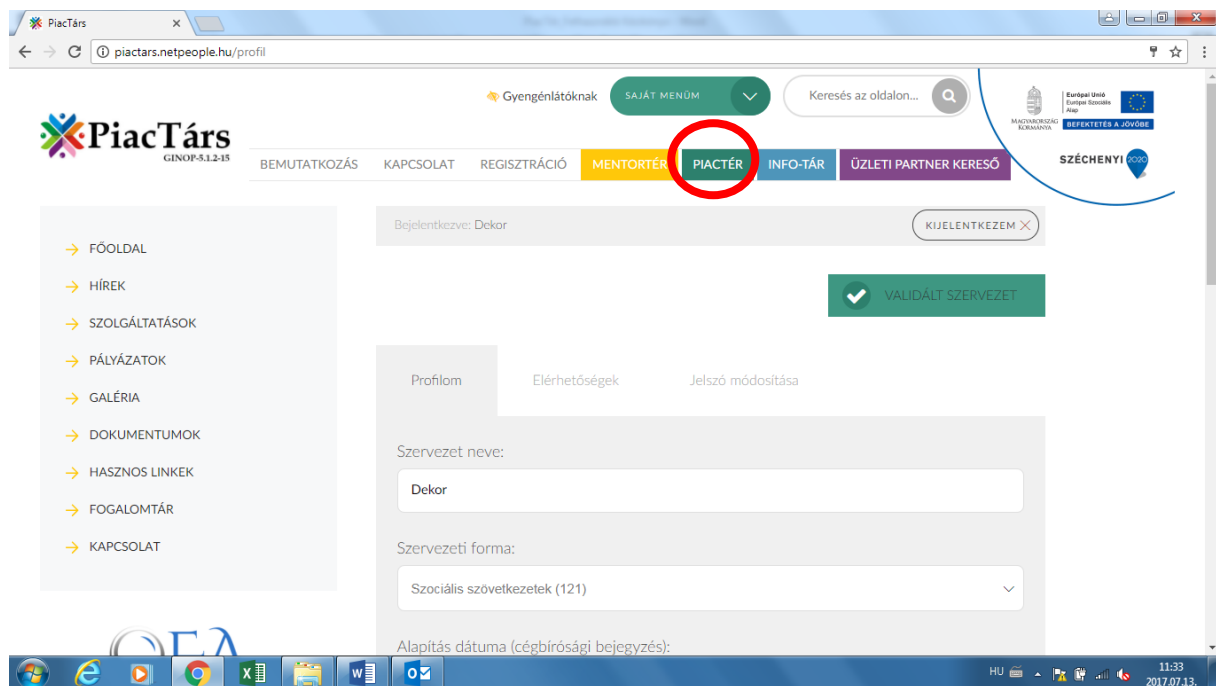 PiacTárs
piactars.netpeople.hu/profil
Gyengénlátóknak
SAJÁT MENÜM
Keresés az oldalon...
MAGYARORSZÁG
KORMÁNYA
Európai Unió
Európai Szociális
Alap
BEFEKTETÉS A JÖVŐBE
SZÉCHENYI 2020
PiacTárs
GINOP-5.1.2-15
BEMUTATKOZÁS KAPCSOLAT REGISZTRÁCIÓ MENTORTÉR PIACTÉR INFO-TÁR ÜZLETI PARTNER KERESŐ
FŐOLDAL
HÍREK
SZOLGÁLTATÁSOK
PÁLYÁZATOK
GALÉRIA
DOKUMENTUMOK
HASZNOS LINKEK
FOGALOMTÁR
KAPCSOLAT
OFA
Bejelentkezve: Dekor
KIJELENTKEZEM
VALIDÁLT SZERVEZET
Profilom Elérhetőségek Jelszó módosítása
Szervezet neve:
Dekor
Szervezeti forma:
Szociális szövetkezetek (121)
Alapítás dátuma (cégbírósági bejegyzés):
HU
11:33
2017.07.13.